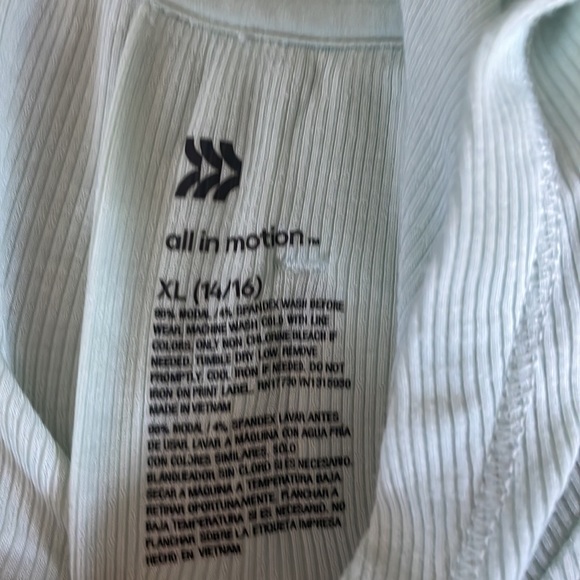 all in motion™
XL (14/16)
96% MODAL / 4% SPANDEX WASH BEFORE
WEAR. MACHINE WASH COLD WITH LIKE
COLORS. ONLY NON CHLORINE BLEACH IF
NEEDED. TUMBLE DRY LOW. REMOVE
PROMPTLY. COOL IRON IF NEEDED. DO NOT
IRON ON PRINT LABEL.
MADE IN VIETNAM
96% MODAL / 4% SPANDEX LAVAR ANTES
DE USAR. LAVAR A MÁQUINA CON AGUA FRÍA
CON COLORES SIMILARES. SÓLO
BLANQUEADOR SIN CLORO SI ES NECESARIO.
SECAR A MÁQUINA A TEMPERATURA BAJA.
RETIRAR OPORTUNAMENTE. PLANCHAR A
BAJA TEMPERATURA SI ES NECESARIO. NO
PLANCHAR SOBRE LA ETIQUETA IMPRESA
HECHO EN VIETNAM